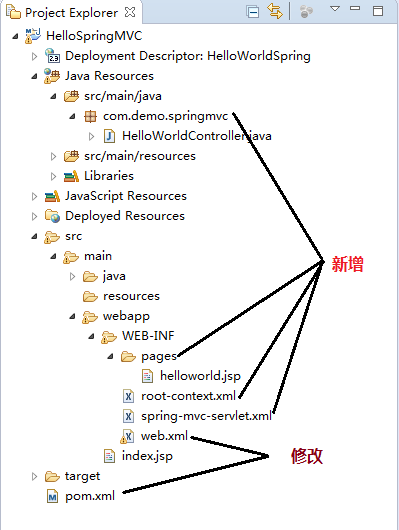 Project Explorer
HelloSpringMVC
Deployment Descriptor: HelloWorldSpring
Java Resources
src/main/java
com.demo.springmvc
HelloWorldController.java
src/main/resources
Libraries
JavaScript Resources
Deployed Resources
src
main
新增
java
resources
webapp
WEB-INF
pages
helloworld.jsp
root-context.xml
spring-mvc-servlet.xml
web.xml
index.jsp
修改
target
pom.xml